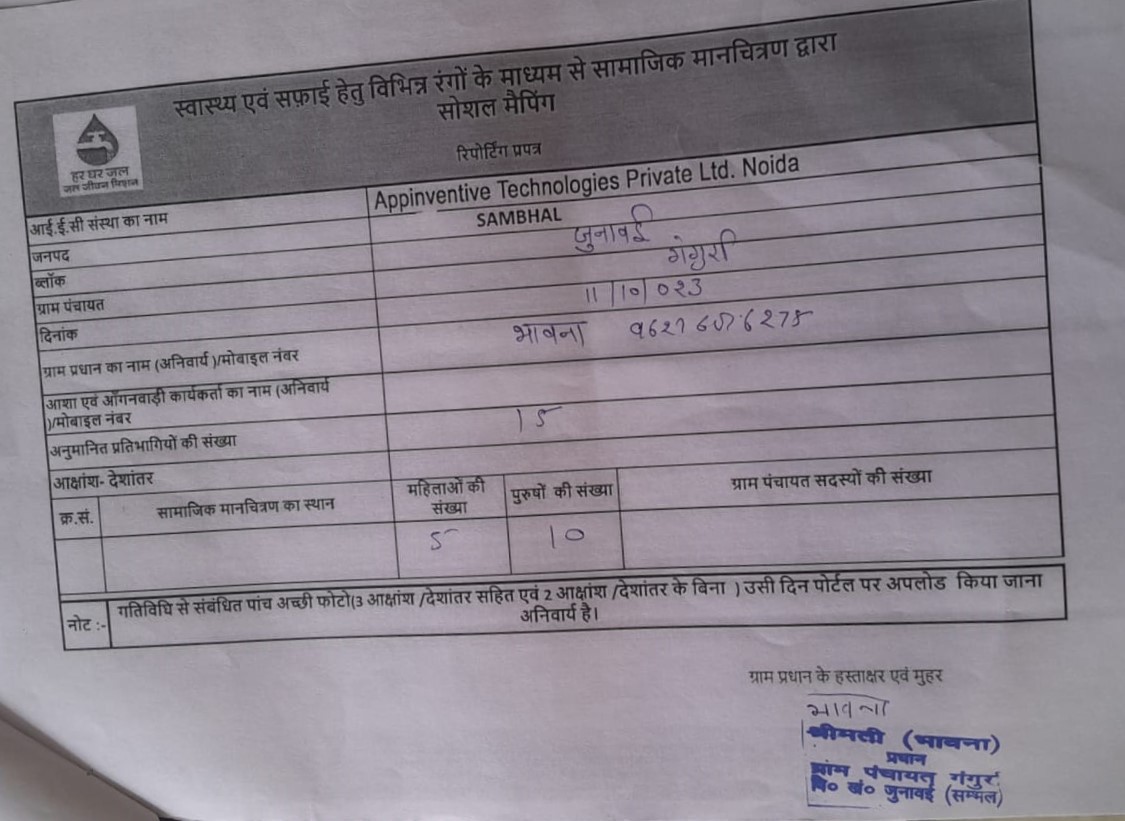 स्वास्थ्य एवं सफ़ाई हेतु विभिन्न रंगों के माध्यम से सामाजिक मानचित्रण द्वारा
सोशल मैपिंग
रिपोर्टिंग प्रपत्र
हर घर जल
जल जीवन मिशन
आई.ई.सी संस्था का नाम Appinventive Technologies Private Ltd. Noida
जनपद SAMBHAL
ब्लॉक जुनावई
ग्राम पंचायत गंगुर्रा
दिनांक 11/10/023
ग्राम प्रधान का नाम (अनिवार्य )/मोबाइल नंबर भावना
आशा एवं आँगनवाड़ी कार्यकर्ता का नाम (अनिवार्य
)/मोबाइल नंबर
अनुमानित प्रतिभागियों की संख्या 15
आक्षांश- देशांतर
क्र.सं. सामाजिक मानचित्रण का स्थान महिलाओं की संख्या पुरुषों की संख्या ग्राम पंचायत सदस्यों की संख्या
5 10
नोट :- गतिविधि से संबंधित पांच अच्छी फोटो(3 आक्षांश /देशांतर सहित एवं 2 आक्षांश /देशांतर के बिना ) उसी दिन पोर्टल पर अपलोड किया जाना
अनिवार्य है।
ग्राम प्रधान के हस्ताक्षर एवं मुहर
भावना
श्रीमती (भावना)
प्रधान
ग्राम पंचायत गंगुर्रा
वि० खं० जुनावई (सम्भल)